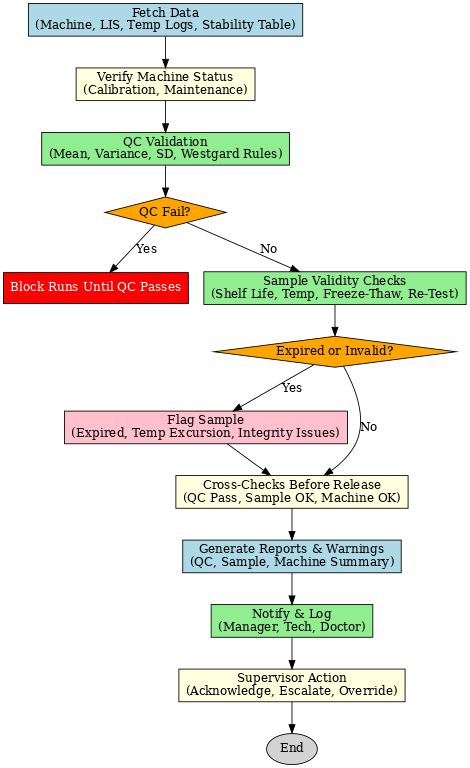 Fetch Data
(Machine, LIS, Temp Logs, Stability Table)
Verify Machine Status
(Calibration, Maintenance)
QC Validation
(Mean, Variance, SD, Westgard Rules)
QC Fail?
Yes
No
Block Runs Until QC Passes
Sample Validity Checks
(Shelf Life, Temp, Freeze-Thaw, Re-Test)
Expired or Invalid?
Yes
No
Flag Sample
(Expired, Temp Excursion, Integrity Issues)
Cross-Checks Before Release
(QC Pass, Sample OK, Machine OK)
Generate Reports & Warnings
(QC, Sample, Machine Summary)
Notify & Log
(Manager, Tech, Doctor)
Supervisor Action
(Acknowledge, Escalate, Override)
End